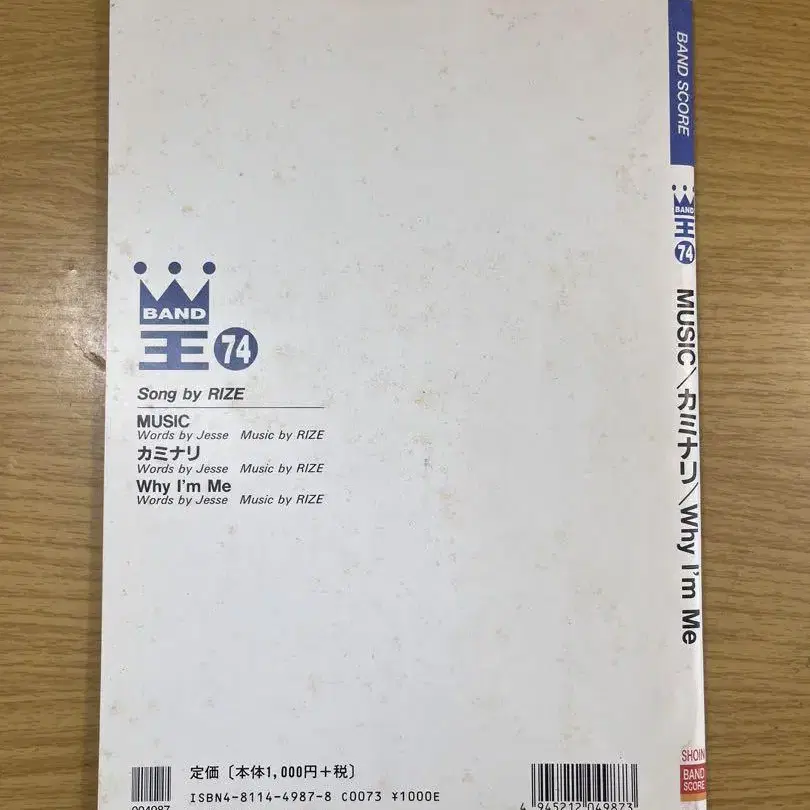 BAND
王 74
Song by RIZE
MUSIC
Words by Jesse Music by RIZE
カミナリ
Words by Jesse Music by RIZE
Why I'm Me
Words by Jesse Music by RIZE
定価〔本体1,000円+税〕
ISBN4-8114-4987-8 C0073 ¥1000E
004987
4 945212 049873
BAND SCORE
BAND
王
74
MUSIC/カミナリ/Why I'm Me
SHOIN
BAND
SCORE